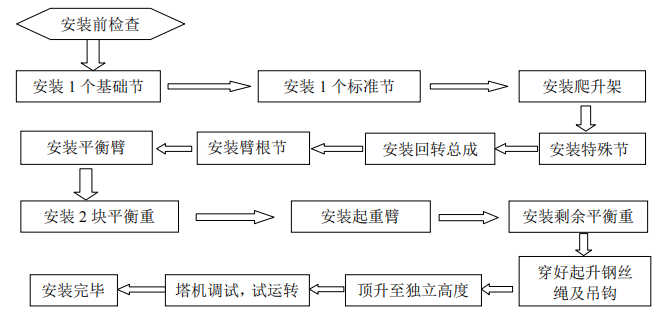 安装前检查
安装 1 个基础节
安装 1 个标准节
安装爬升架
安装特殊节
安装回转总成
安装臂根节
安装平衡臂
安装 2 块平衡重
安装起重臂
安装剩余平衡重
穿好起升钢丝
绳及吊钩
顶升至独立高度
塔机调试，试运转
安装完毕